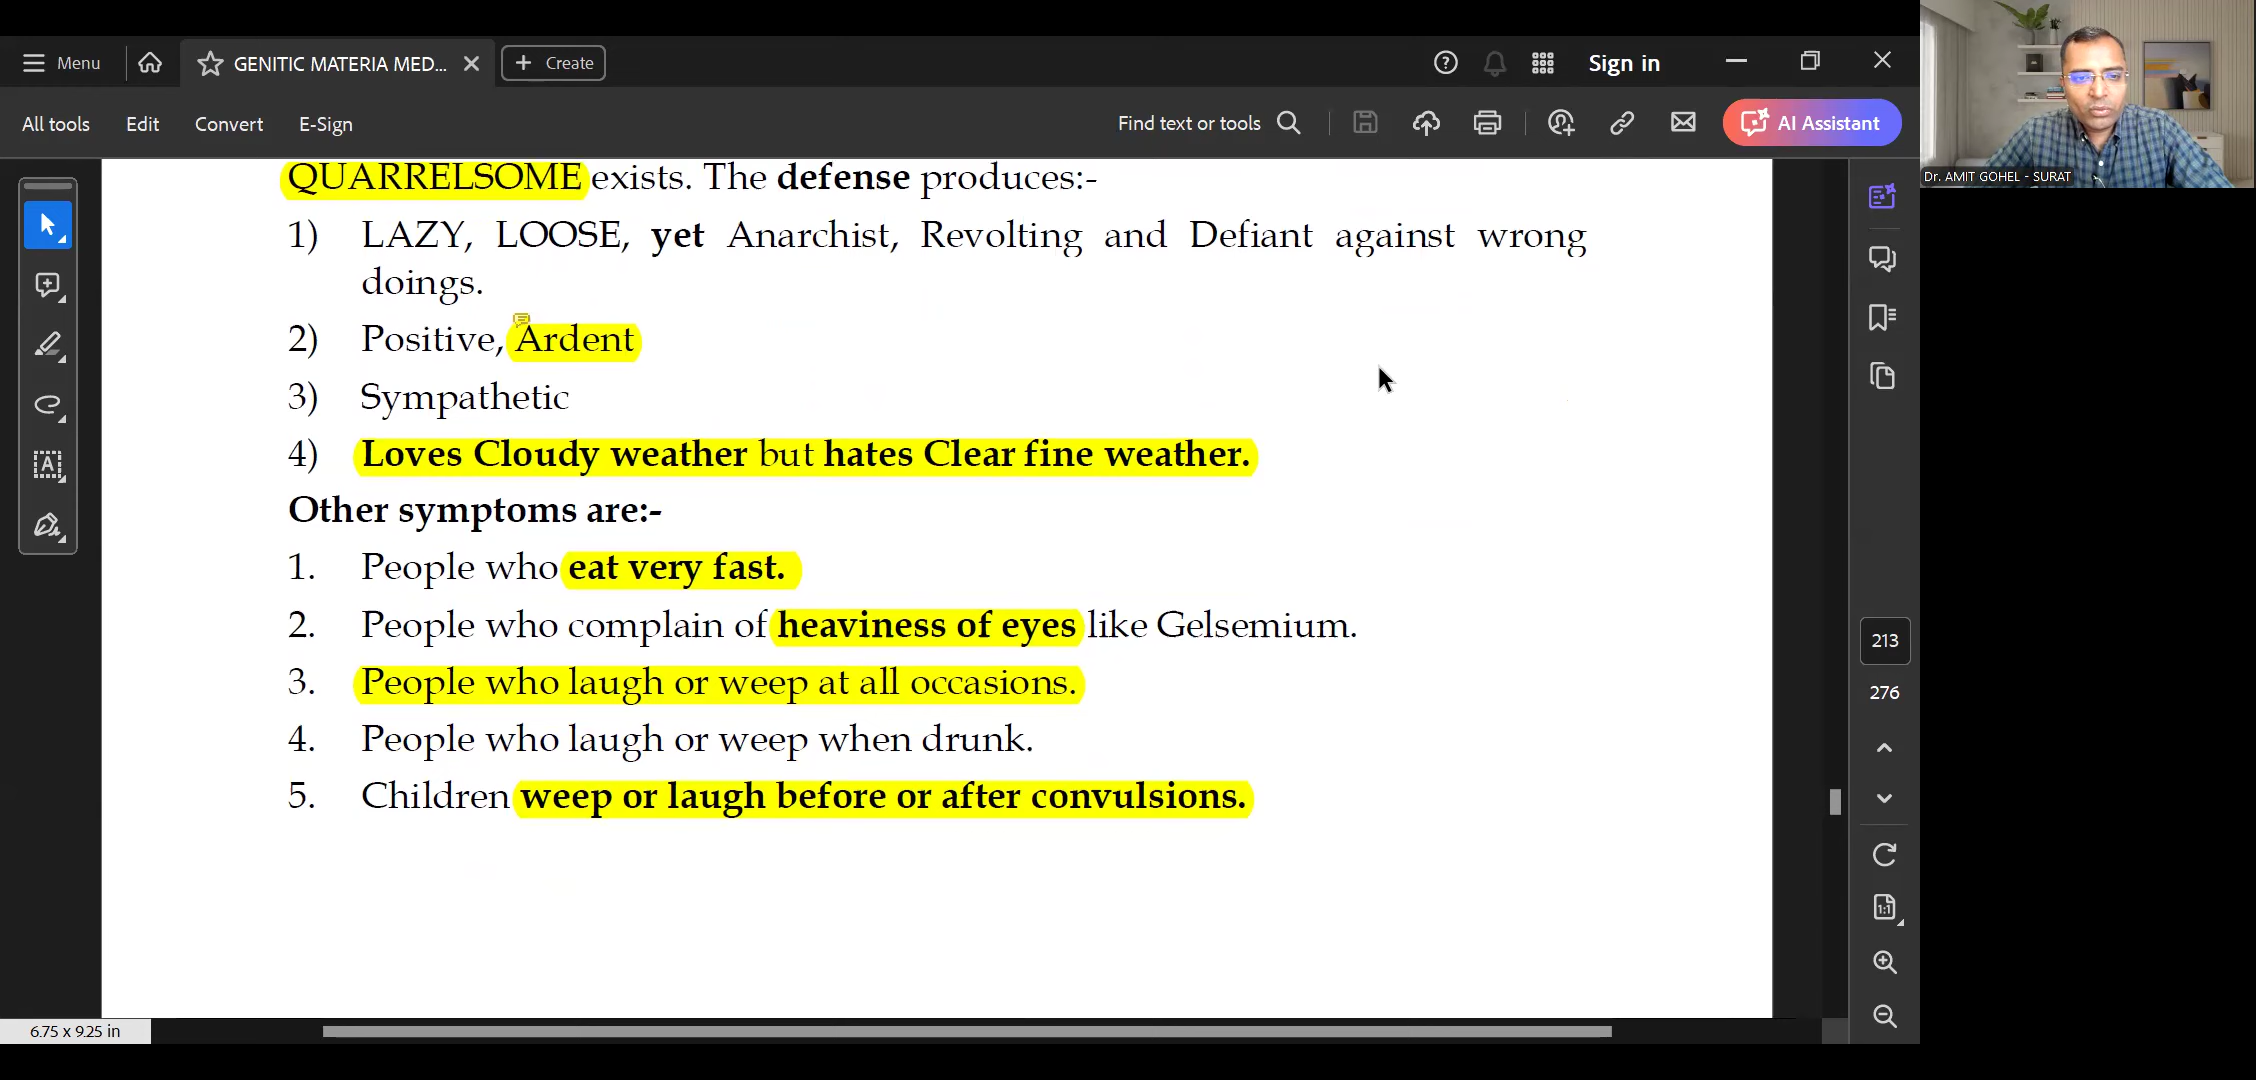 Menu
GENITIC MATERIA MED...
Create
Sign in
All tools
Edit
Convert
E-Sign
Find text or tools
AI Assistant
Dr. AMIT GOHEL - SURAT
QUARRELSOME exists. The defense produces:-
1) LAZY, LOOSE, yet Anarchist, Revolting and Defiant against wrong
doings.
2) Positive, Ardent
3) Sympathetic
4) Loves Cloudy weather but hates Clear fine weather.
Other symptoms are:-
1. People who eat very fast.
2. People who complain of heaviness of eyes like Gelsemium.
3. People who laugh or weep at all occasions.
4. People who laugh or weep when drunk.
5. Children weep or laugh before or after convulsions.
213
276
1:1
6.75 x 9.25 in